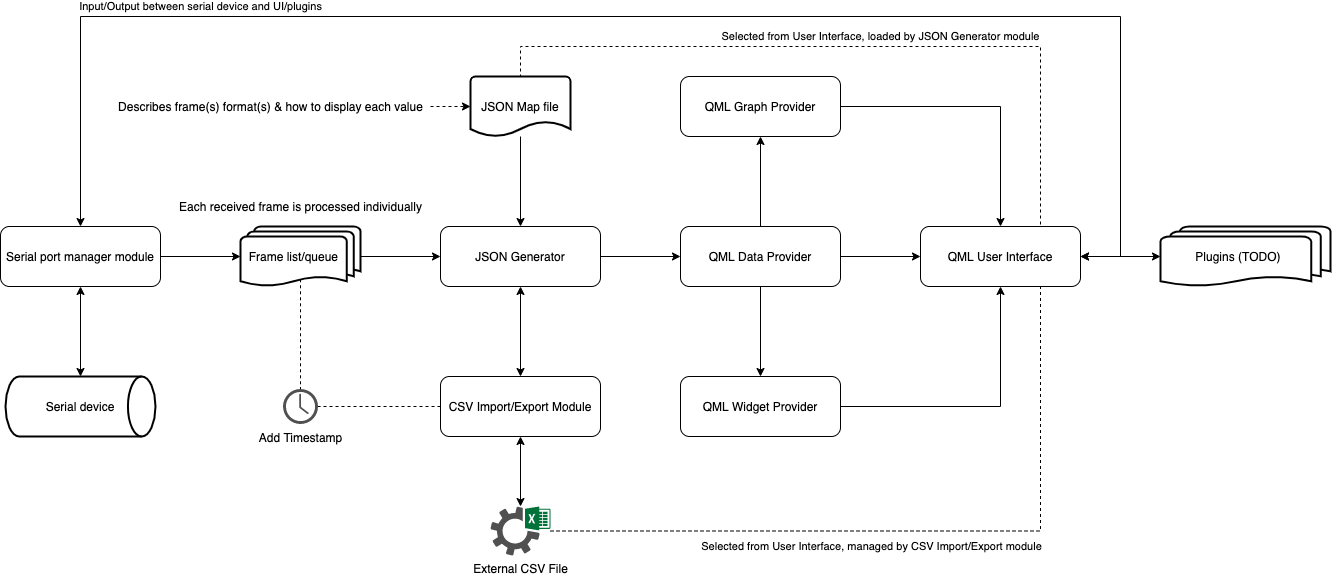 Input/Output between serial device and UI/plugins
Selected from User Interface, loaded by JSON Generator module
Describes frame(s) format(s) & how to display each value
JSON Map file
QML Graph Provider
Each received frame is processed individually
Serial port manager module
Frame list/queue
JSON Generator
QML Data Provider
QML User Interface
Plugins (TODO)
Serial device
Add Timestamp
CSV Import/Export Module
QML Widget Provider
X
Selected from User Interface, managed by CSV Import/Export module
External CSV File